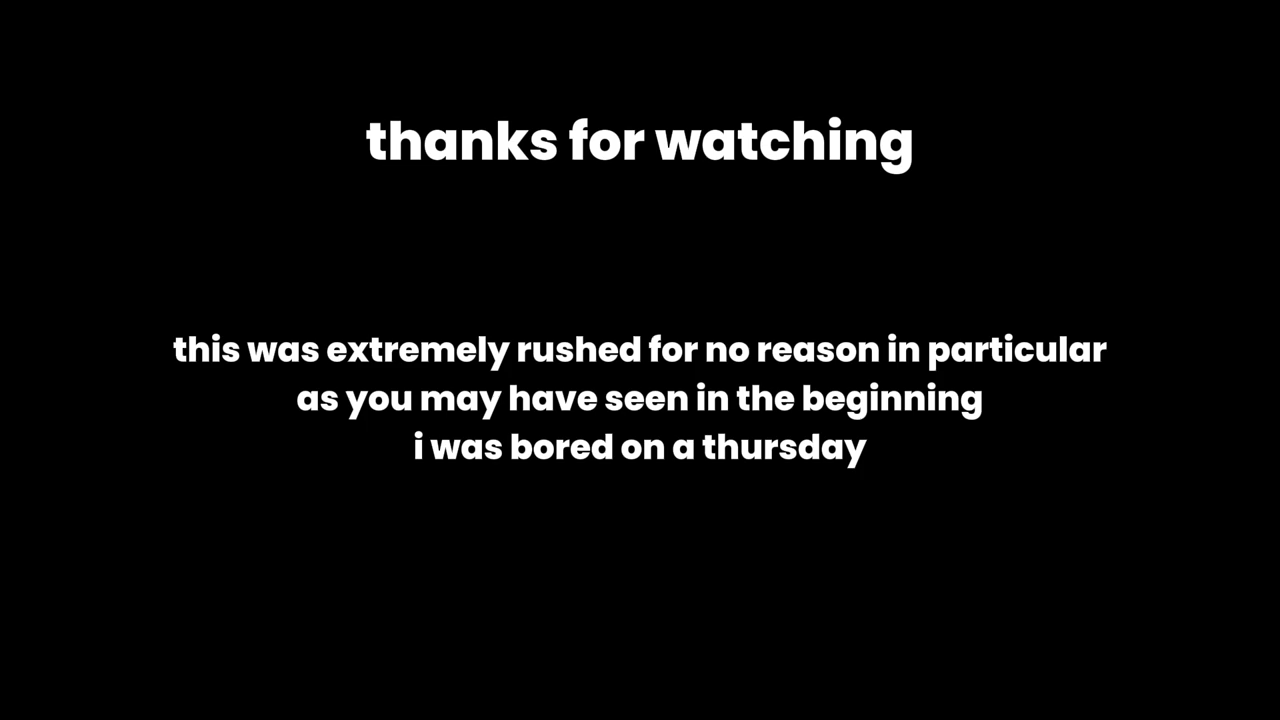 thanks for watching
this was extremely rushed for no reason in particular
as you may have seen in the beginning
i was bored on a thursday